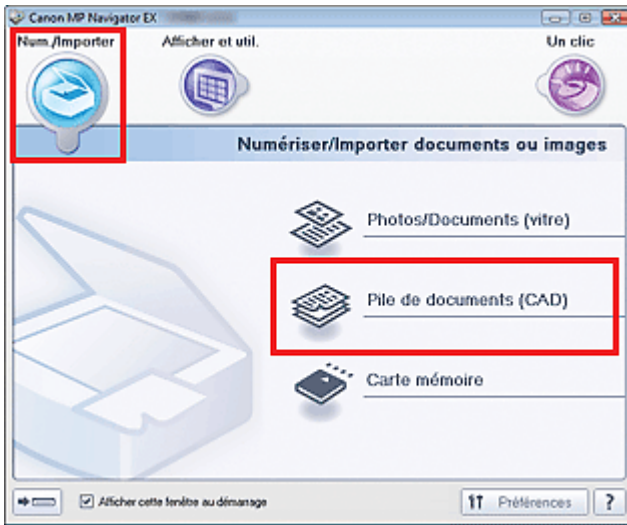 Canon MP Navigator EX
Num./Importer
Afficher et util.
Un clic
Numériser/Importer documents ou images
Photos/Documents (vitre)
Pile de documents (CAD)
Carte mémoire
Afficher cette fenêtre au démarrage
Préférences
?